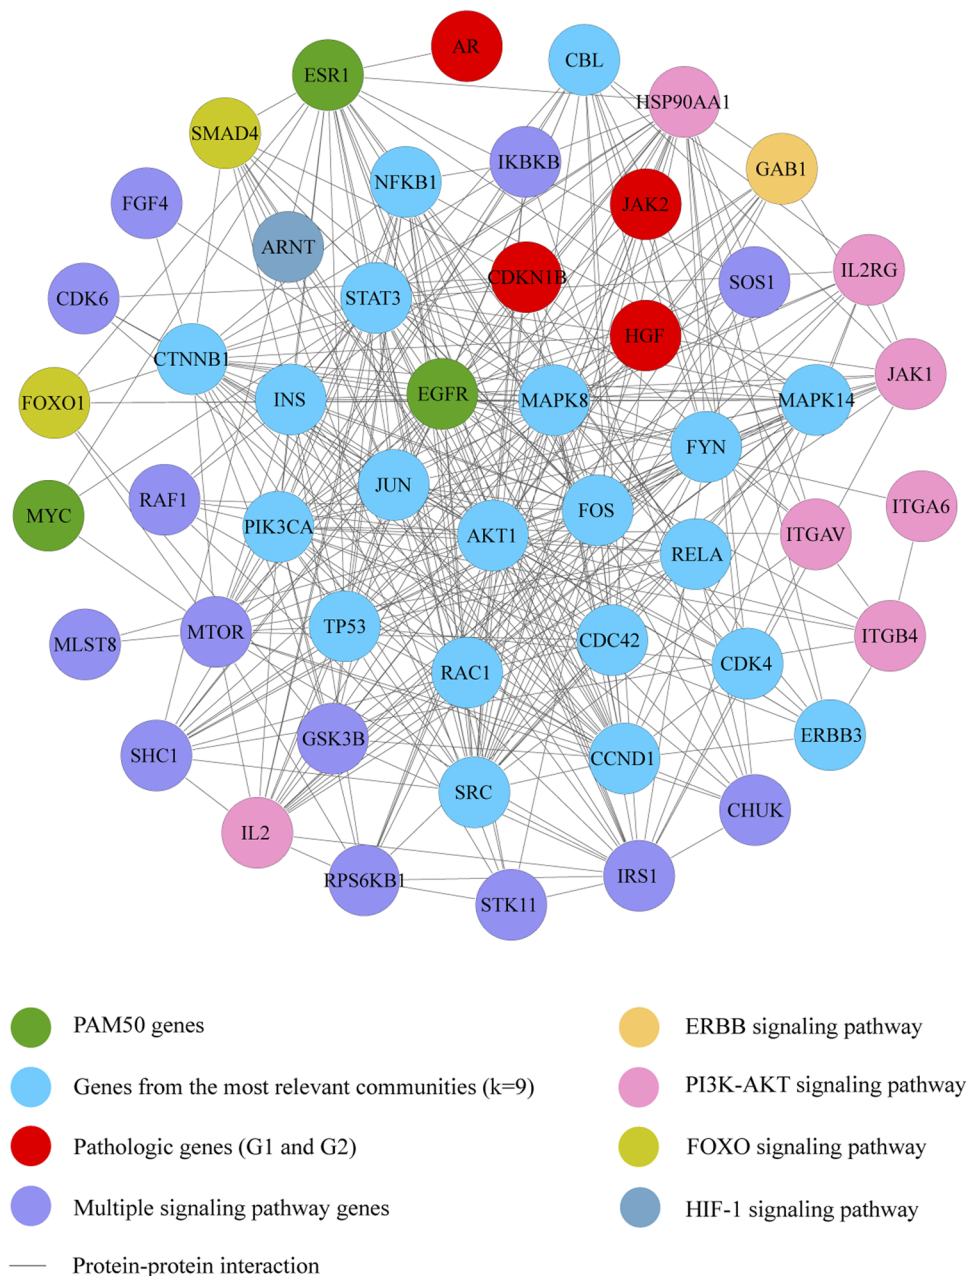 AR
CBL
ESR1
HSP90AA1
SMAD4
IKBKB
GAB1
NFKB1
FGF4
JAK2
ARNT
IL2RG
CDKN1B
SOS1
CDK6
STAT3
HGF
CTNNB1
JAK1
EGFR
INS
MAPK8
MAPK14
FOXO1
FYN
JUN
RAF1
ITGA6
FOS
MYC
PIK3CA
AKT1
ITGAV
RELA
TP53
MTOR
CDC42
ITGB4
MLST8
RAC1
CDK4
ERBB3
GSK3B
SHC1
CCND1
SRC
CHUK
IL2
RPS6KB1
IRS1
STK11
PAM50 genes
Genes from the most relevant communities (k=9)
Pathologic genes (G1 and G2)
Multiple signaling pathway genes
Protein-protein interaction
ERBB signaling pathway
PI3K-AKT signaling pathway
FOXO signaling pathway
HIF-1 signaling pathway